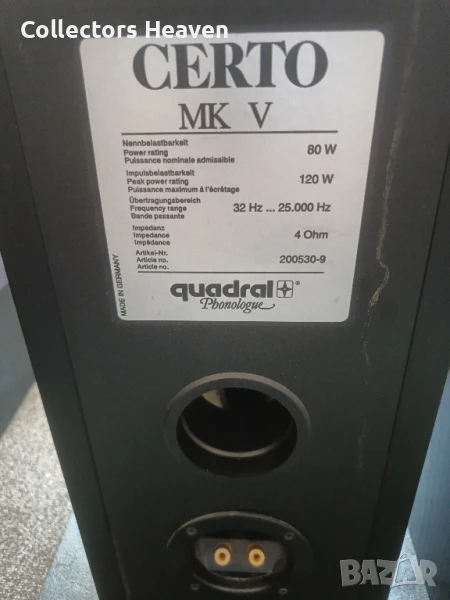 Collectors Heaven
CERTO
MK V
Nennbelastbarkeit
Power rating
80 W
Puissance nominale admissible
Impulsbelastbarkeit
Peak power rating
120 W
Puissance maximum à l'écrêtage
Übertragungsbereich
Frequency range
32 Hz ... 25.000 Hz
Bande passante
Impedanz
Impedance
4 Ohm
Impédance
Artikel-Nr.
Article no.
200530-9
Article no.
MADE IN GERMANY
quadral
Phonologue
BAZAR